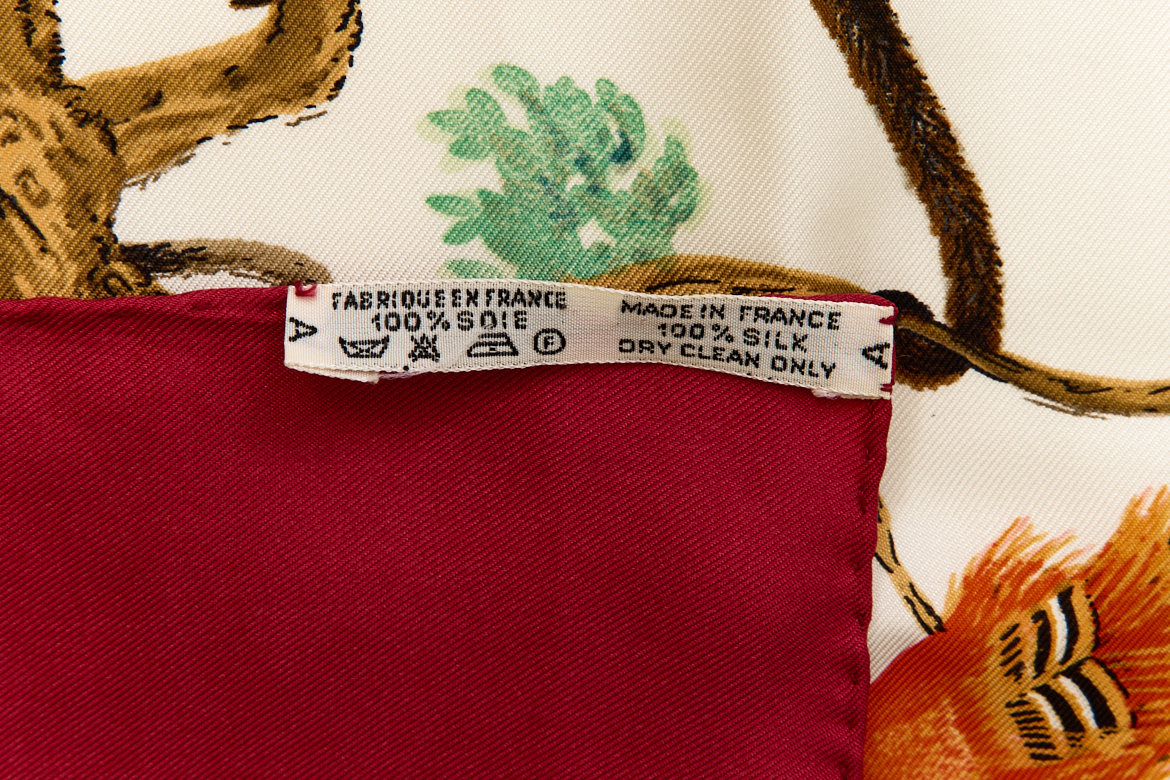 A
FABRIQUE EN FRANCE
100% SOIE
F
MADE IN FRANCE
100% SILK
DRY CLEAN ONLY
A